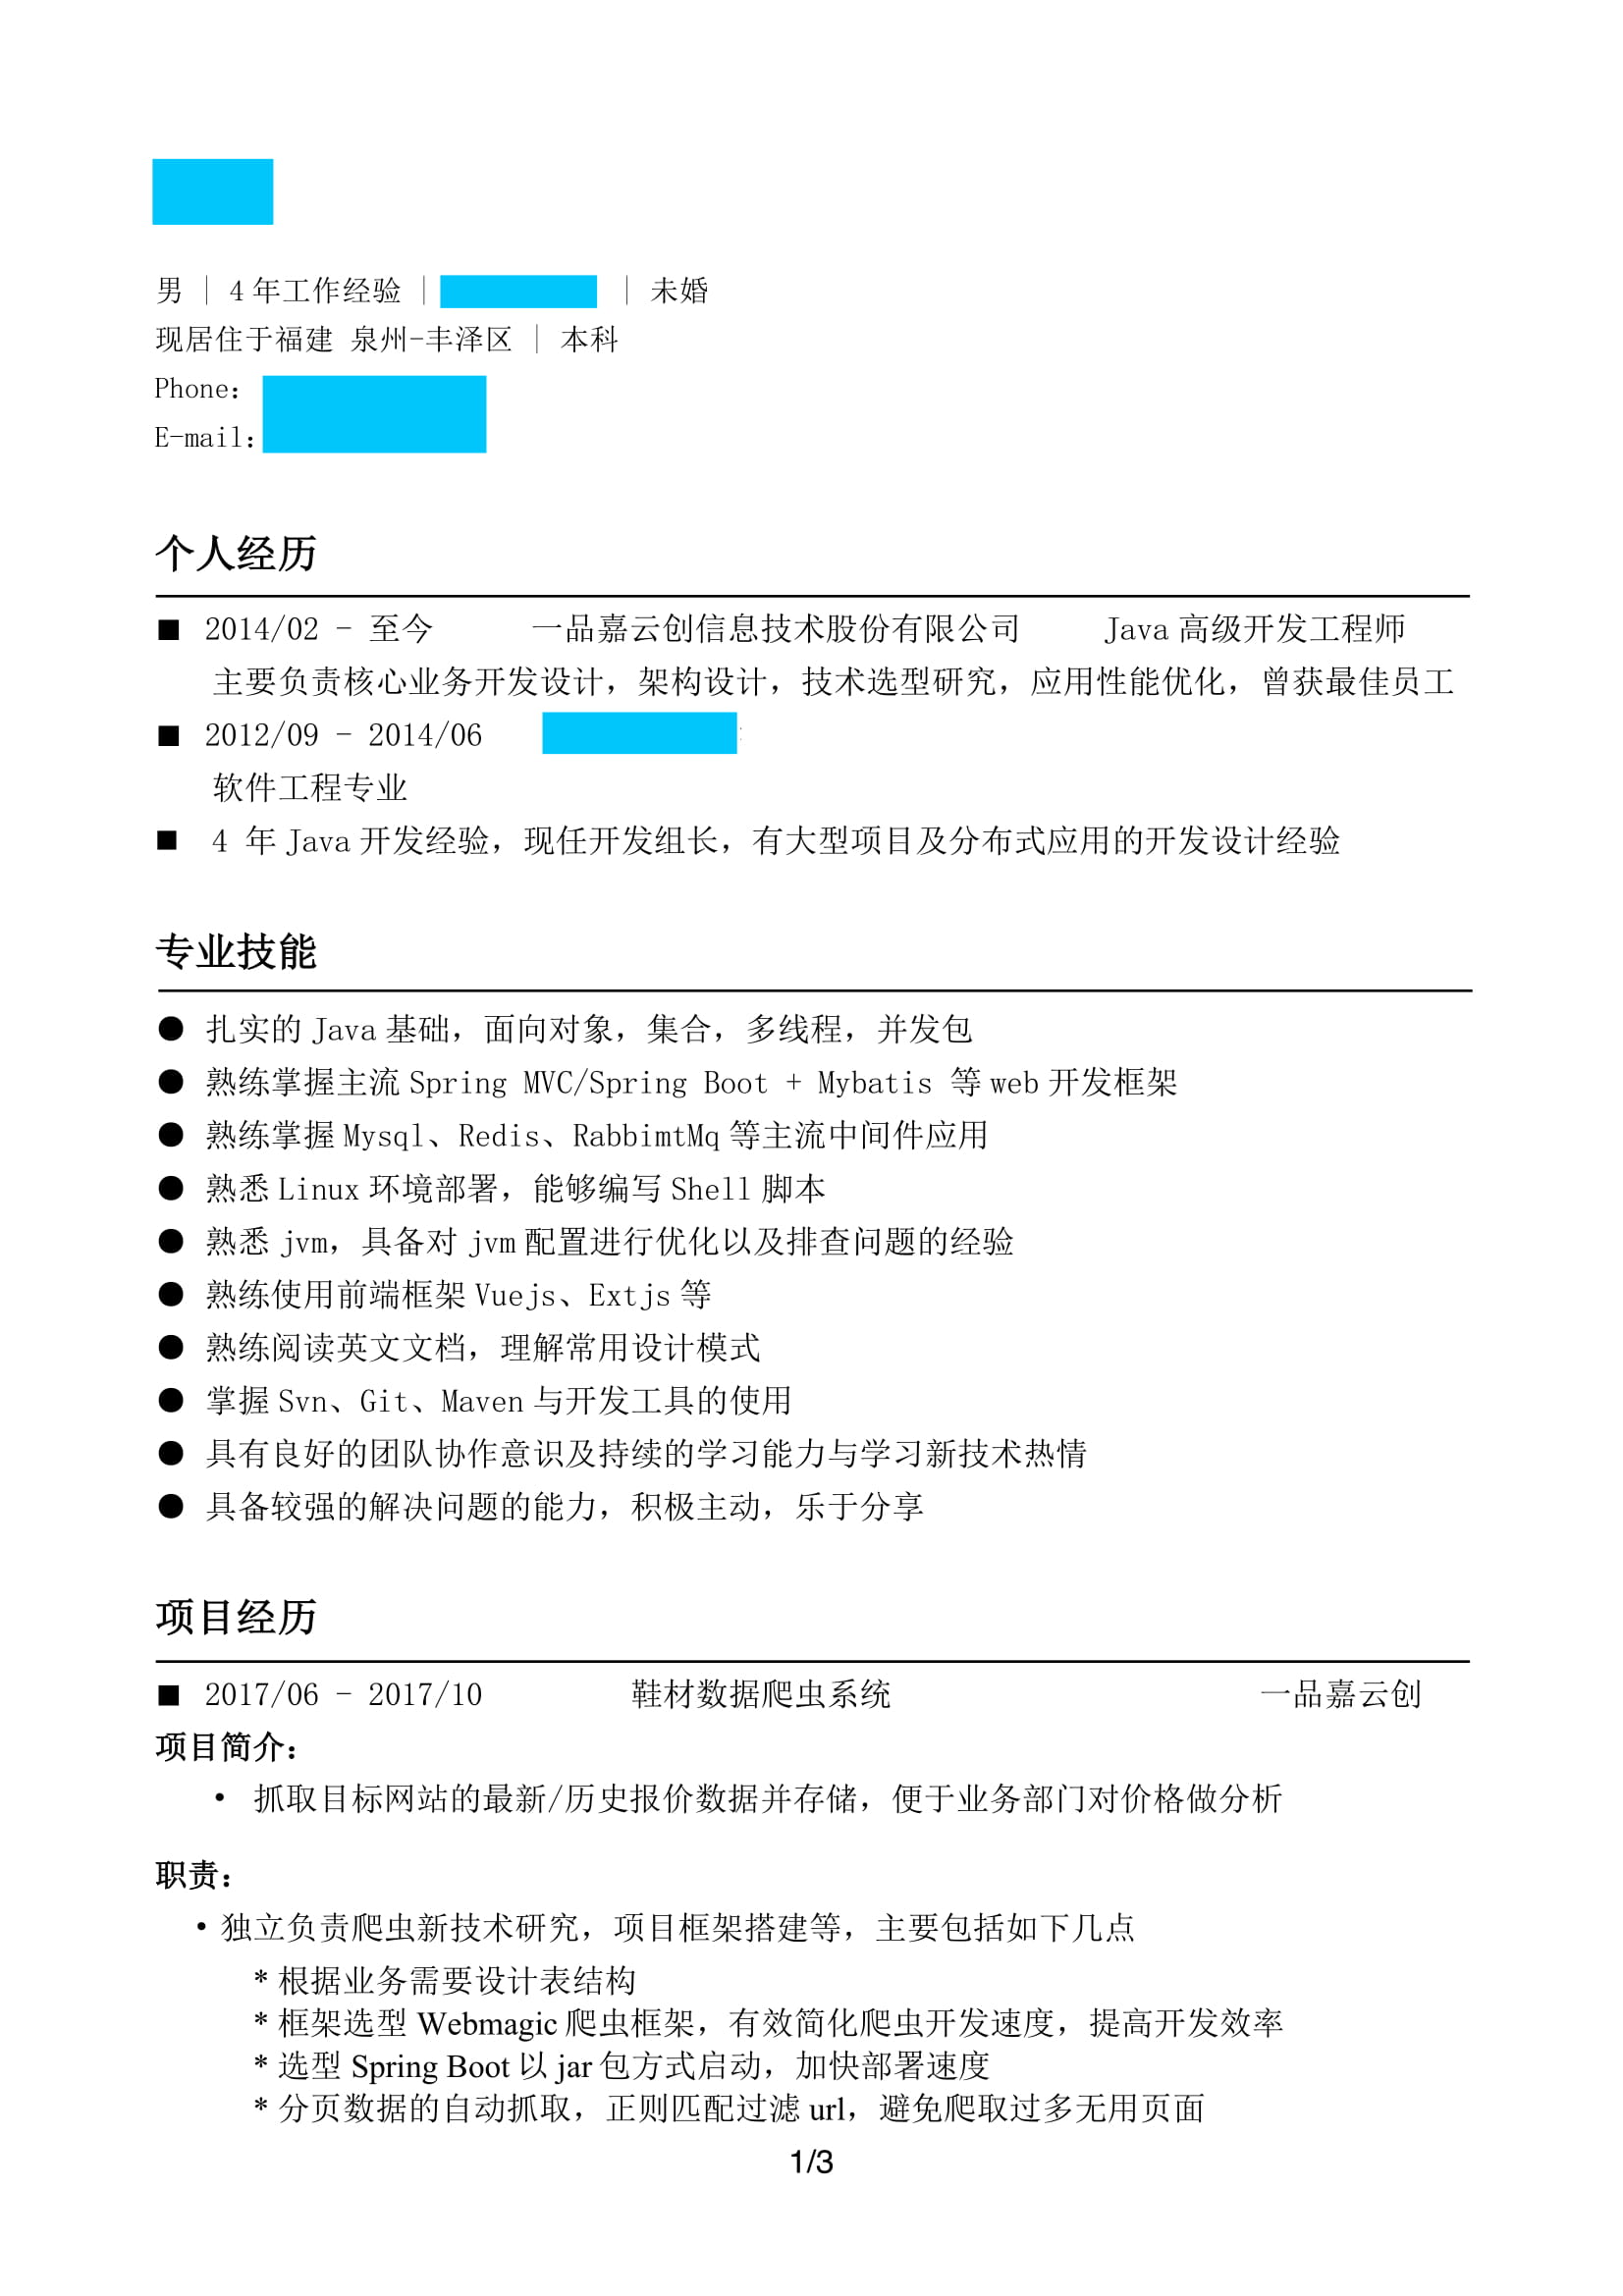 男 | 4 年工作经验 | | 未婚
现居住于福建 泉州-丰泽区 | 本科
Phone：
E-mail：
个人经历
■ 2014/02 - 至今 一品嘉云创信息技术股份有限公司 Java 高级开发工程师
主要负责核心业务开发设计，架构设计，技术选型研究，应用性能优化，曾获最佳员工
■ 2012/09 - 2014/06
软件工程专业
■ 4 年 Java 开发经验，现任开发组长，有大型项目及分布式应用的开发设计经验
专业技能
● 扎实的 Java 基础，面向对象，集合，多线程，并发包
● 熟练掌握主流 Spring MVC/Spring Boot + Mybatis 等 web 开发框架
● 熟练掌握 Mysql、Redis、RabbimtMq 等主流中间件应用
● 熟悉 Linux 环境部署，能够编写 Shell 脚本
● 熟悉 jvm，具备对 jvm 配置进行优化以及排查问题的经验
● 熟练使用前端框架 Vuejs、Extjs 等
● 熟练阅读英文文档，理解常用设计模式
● 掌握 Svn、Git、Maven 与开发工具的使用
● 具有良好的团队协作意识及持续的学习能力与学习新技术热情
● 具备较强的解决问题的能力，积极主动，乐于分享
项目经历
■ 2017/06 - 2017/10 鞋材数据爬虫系统 一品嘉云创
项目简介：
• 抓取目标网站的最新/历史报价数据并存储，便于业务部门对价格做分析
职责：
• 独立负责爬虫新技术研究，项目框架搭建等，主要包括如下几点
* 根据业务需要设计表结构
* 框架选型 Webmagic 爬虫框架，有效简化爬虫开发速度，提高开发效率
* 选型 Spring Boot 以 jar 包方式启动，加快部署速度
* 分页数据的自动抓取，正则匹配过滤 url，避免爬取过多无用页面
1/3